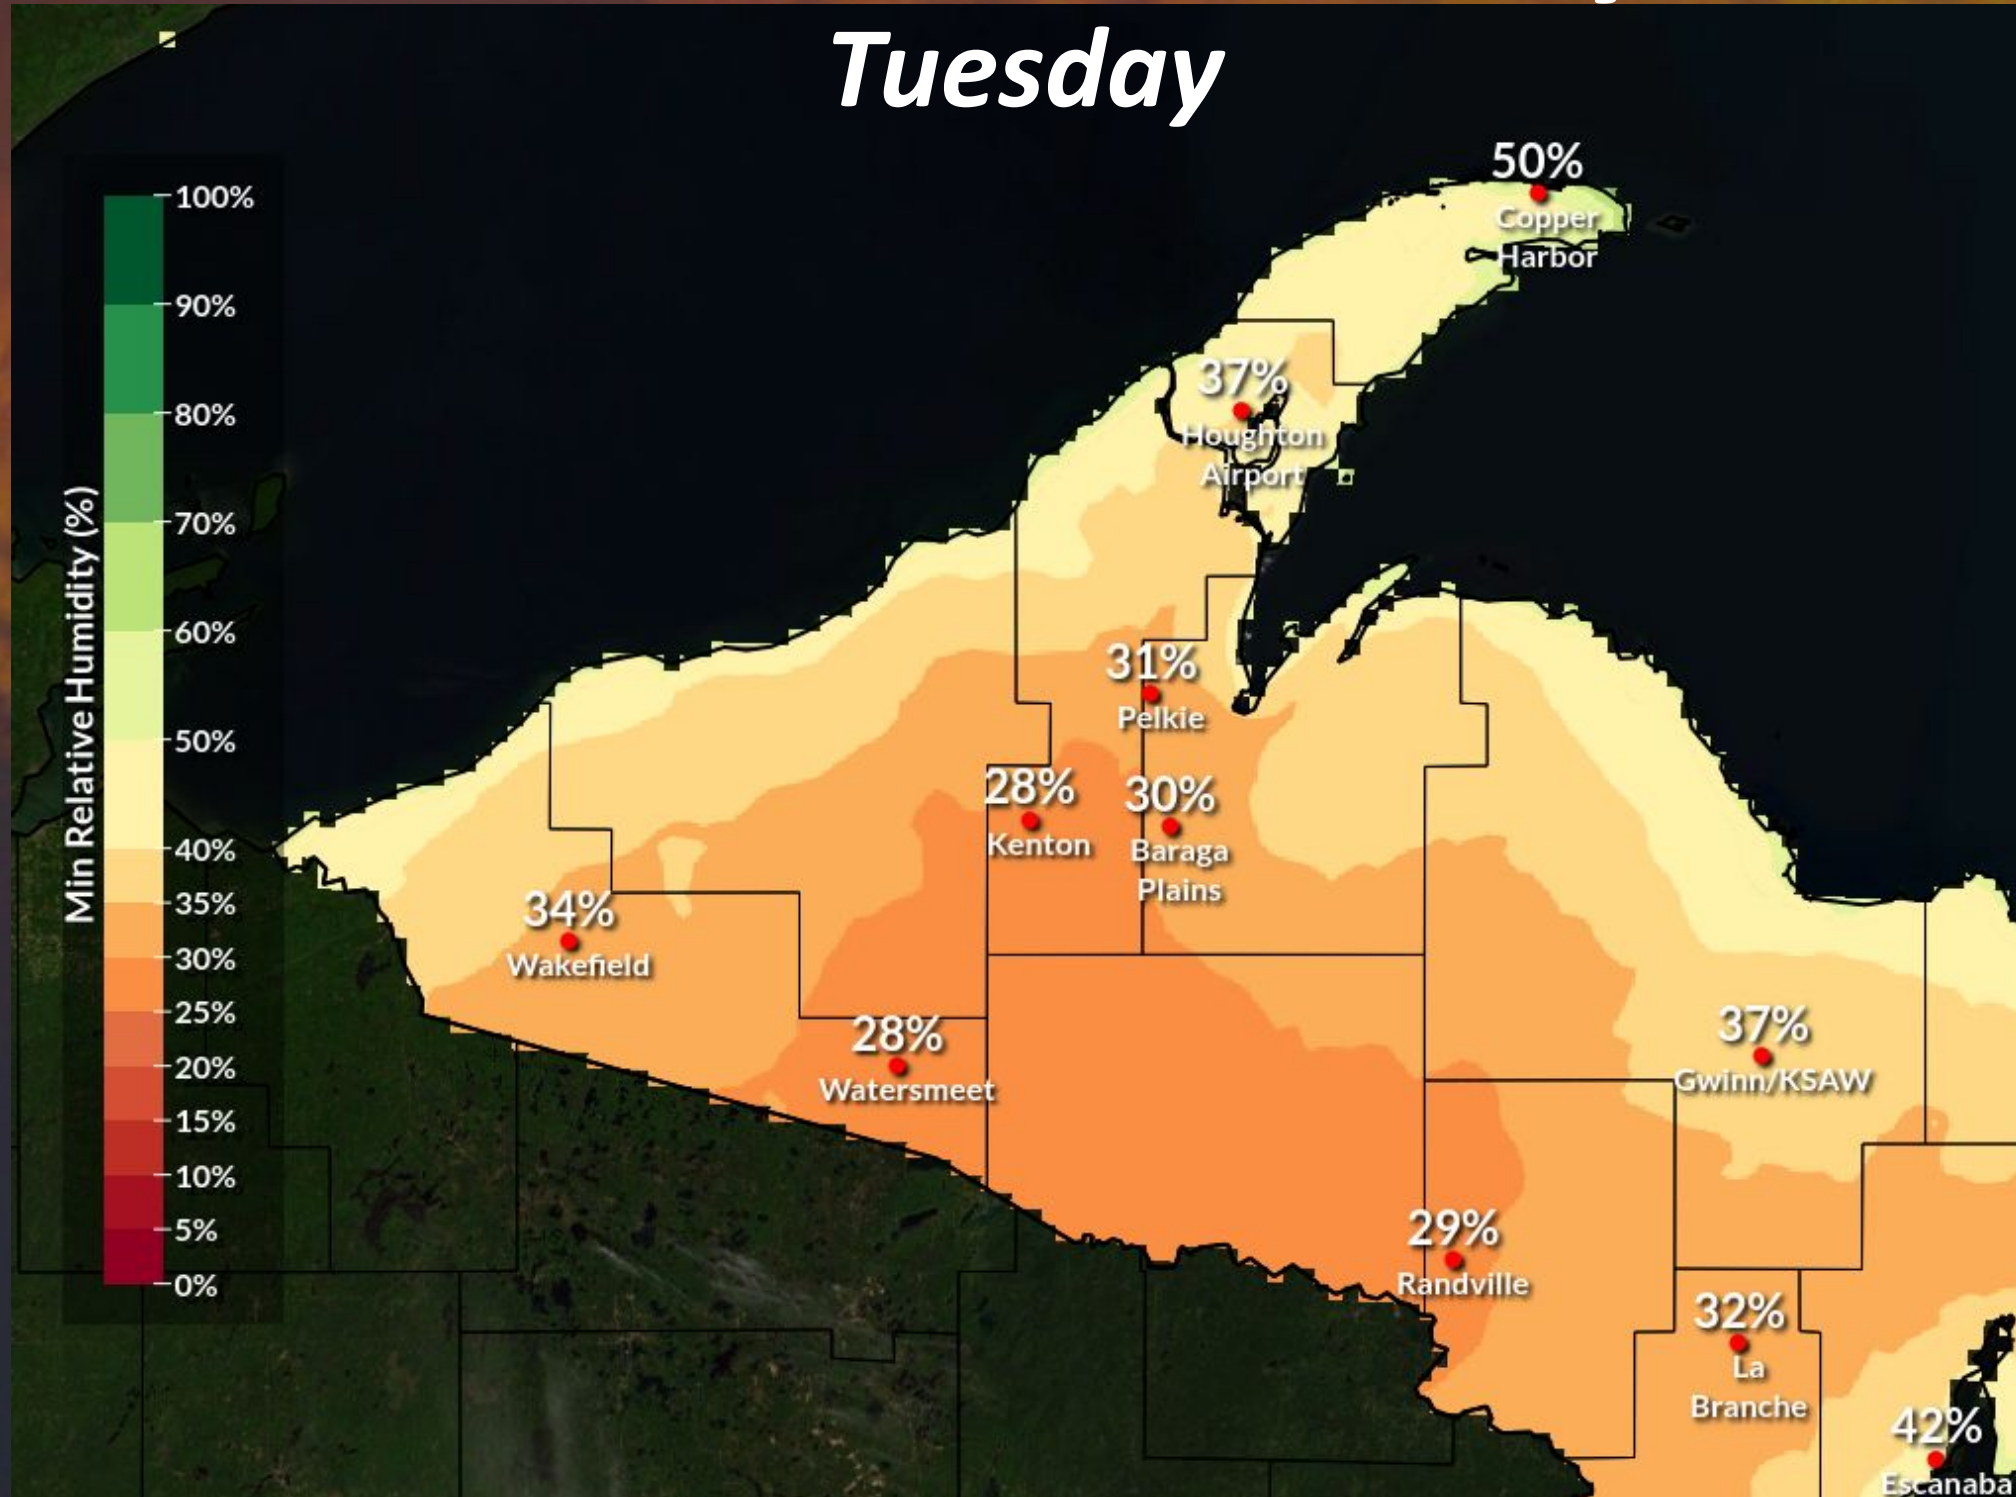 Tuesday
100%
90%
80%
70%
60%
50%
40%
35%
30%
25%
20%
15%
10%
5%
0%
Min Relative Humidity (%)
50%
Copper
Harbor
37%
Houghton
Airport
31%
Pelkie
28%
Kenton
30%
Baraga
Plains
34%
Wakefield
28%
Watersmeet
37%
Gwinn/KSAW
29%
Randville
32%
La
Branche
42%
Escanaba